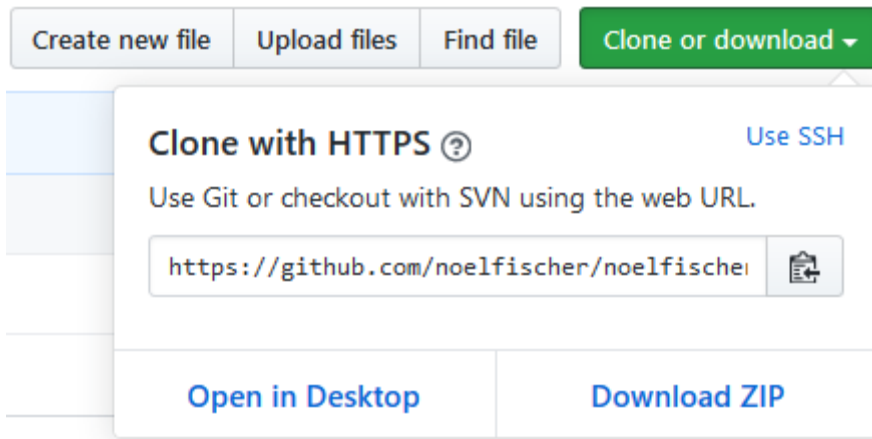 Create new file Upload files Find file Clone or download
Clone with HTTPS Use SSH
Use Git or checkout with SVN using the web URL.
https://github.com/noelfischer/noelfische
Open in Desktop Download ZIP